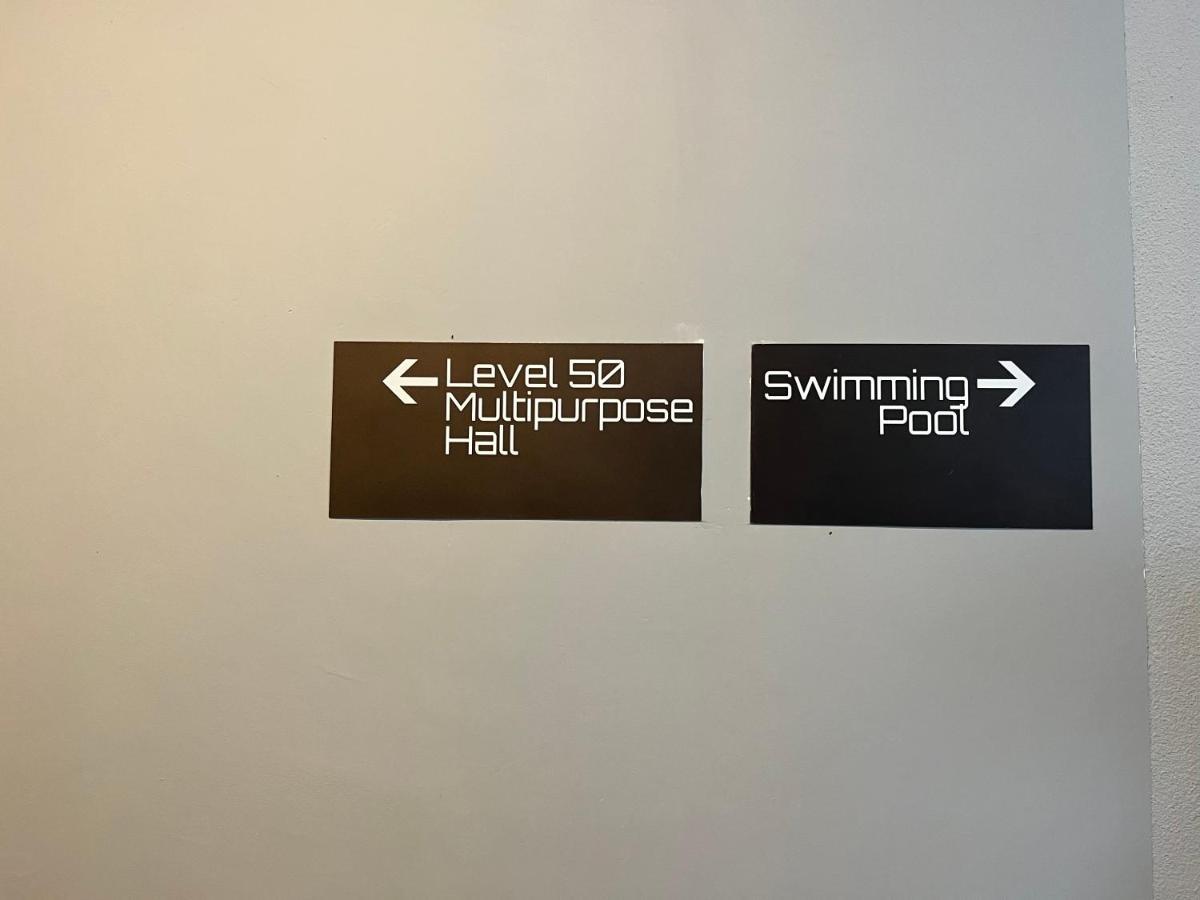 ← Level 50
Multipurpose
Hall
Swimming →
Pool